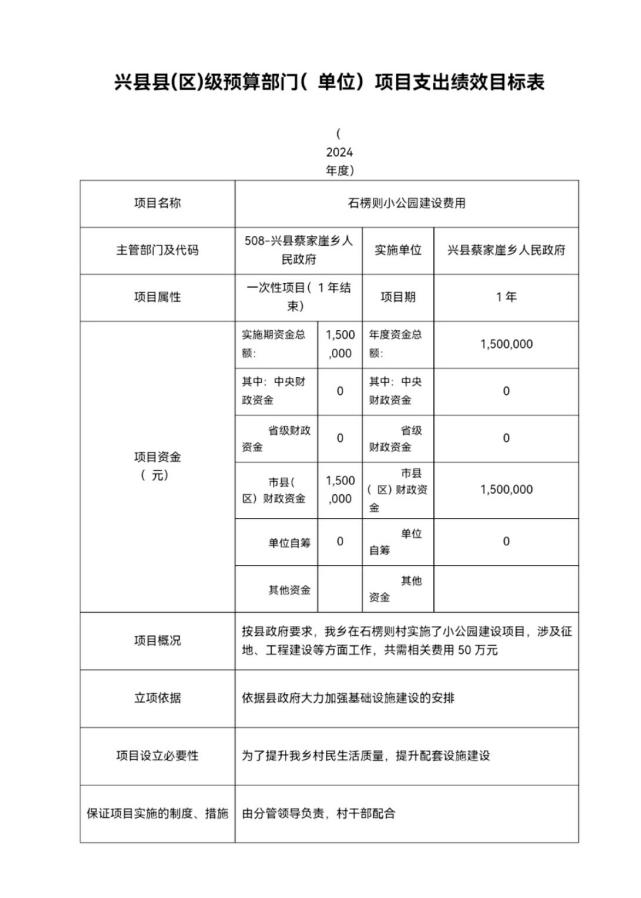 兴县县(区)级预算部门( 单位) 项目支出绩效目标表
(
2024
年度)
项目名称
石楞则小公园建设费用
主管部门及代码
508-兴县蔡家崖乡人
民政府
实施单位
兴县蔡家崖乡人民政府
项目属性
一次性项目( 1 年结
束)
项目期
1 年
项目资金
( 元)
实施期资金总
额:
1,500
,000
年度资金总
额:
1,500,000
其中: 中央财
政资金
0
其中: 中央
财政资金
0
省级财政
资金
0
省级
财政资金
0
市县(
区) 财政资金
1,500
,000
市县
( 区) 财政资
金
1,500,000
单位自筹
0
单位
自筹
0
其他资金
其他
资金
项目概况
按县政府要求，我乡在石楞则村实施了小公园建设项目，涉及征
地、工程建设等方面工作，共需相关费用 50 万元
立项依据
依据县政府大力加强基础设施建设的安排
项目设立必要性
为了提升我乡村民生活质量，提升配套设施建设
保证项目实施的制度、措施
由分管领导负责，村干部配合